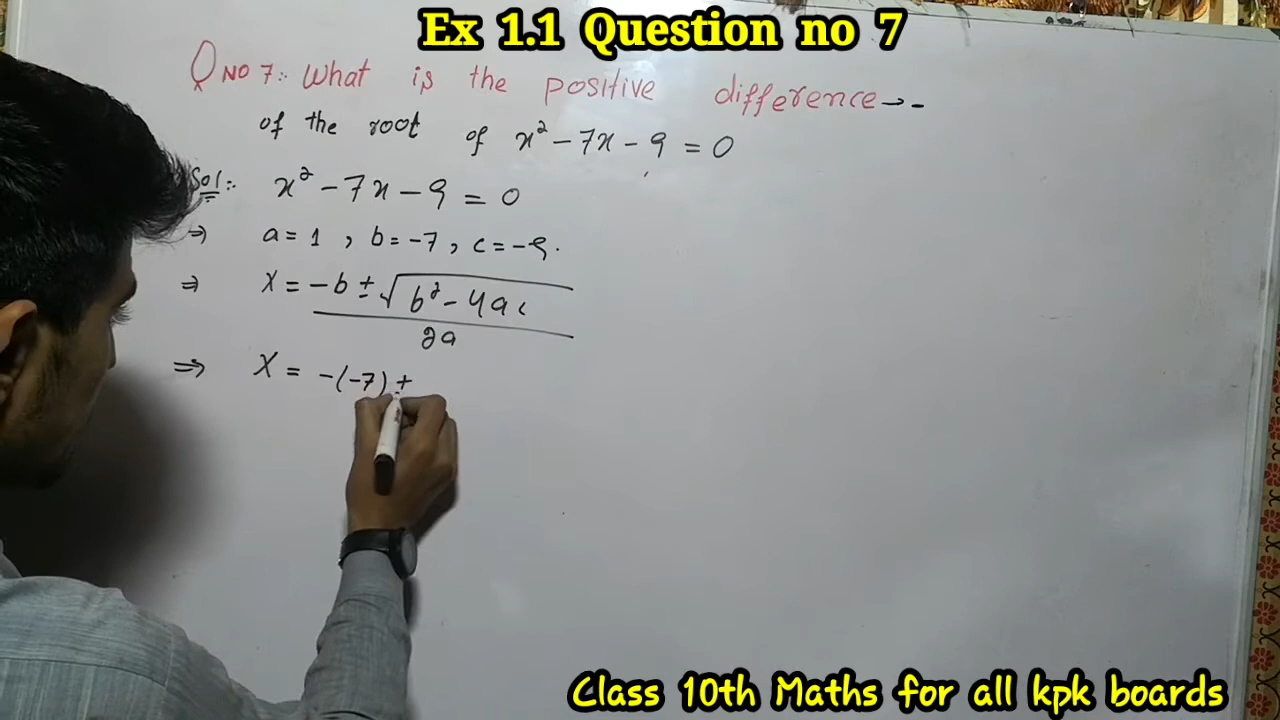 Ex 1.1 Question no 7
Q NO 7:- What is the positive difference→-
of the root of x² - 7x - 9 = 0
Sol:- x² - 7x - 9 = 0
⇒ a = 1 , b = -7 , c = -9.
⇒ X = -b ± √b² - 4ac
2a
⇒ X = -(-7) ±
Class 10th Maths for all kpk boards